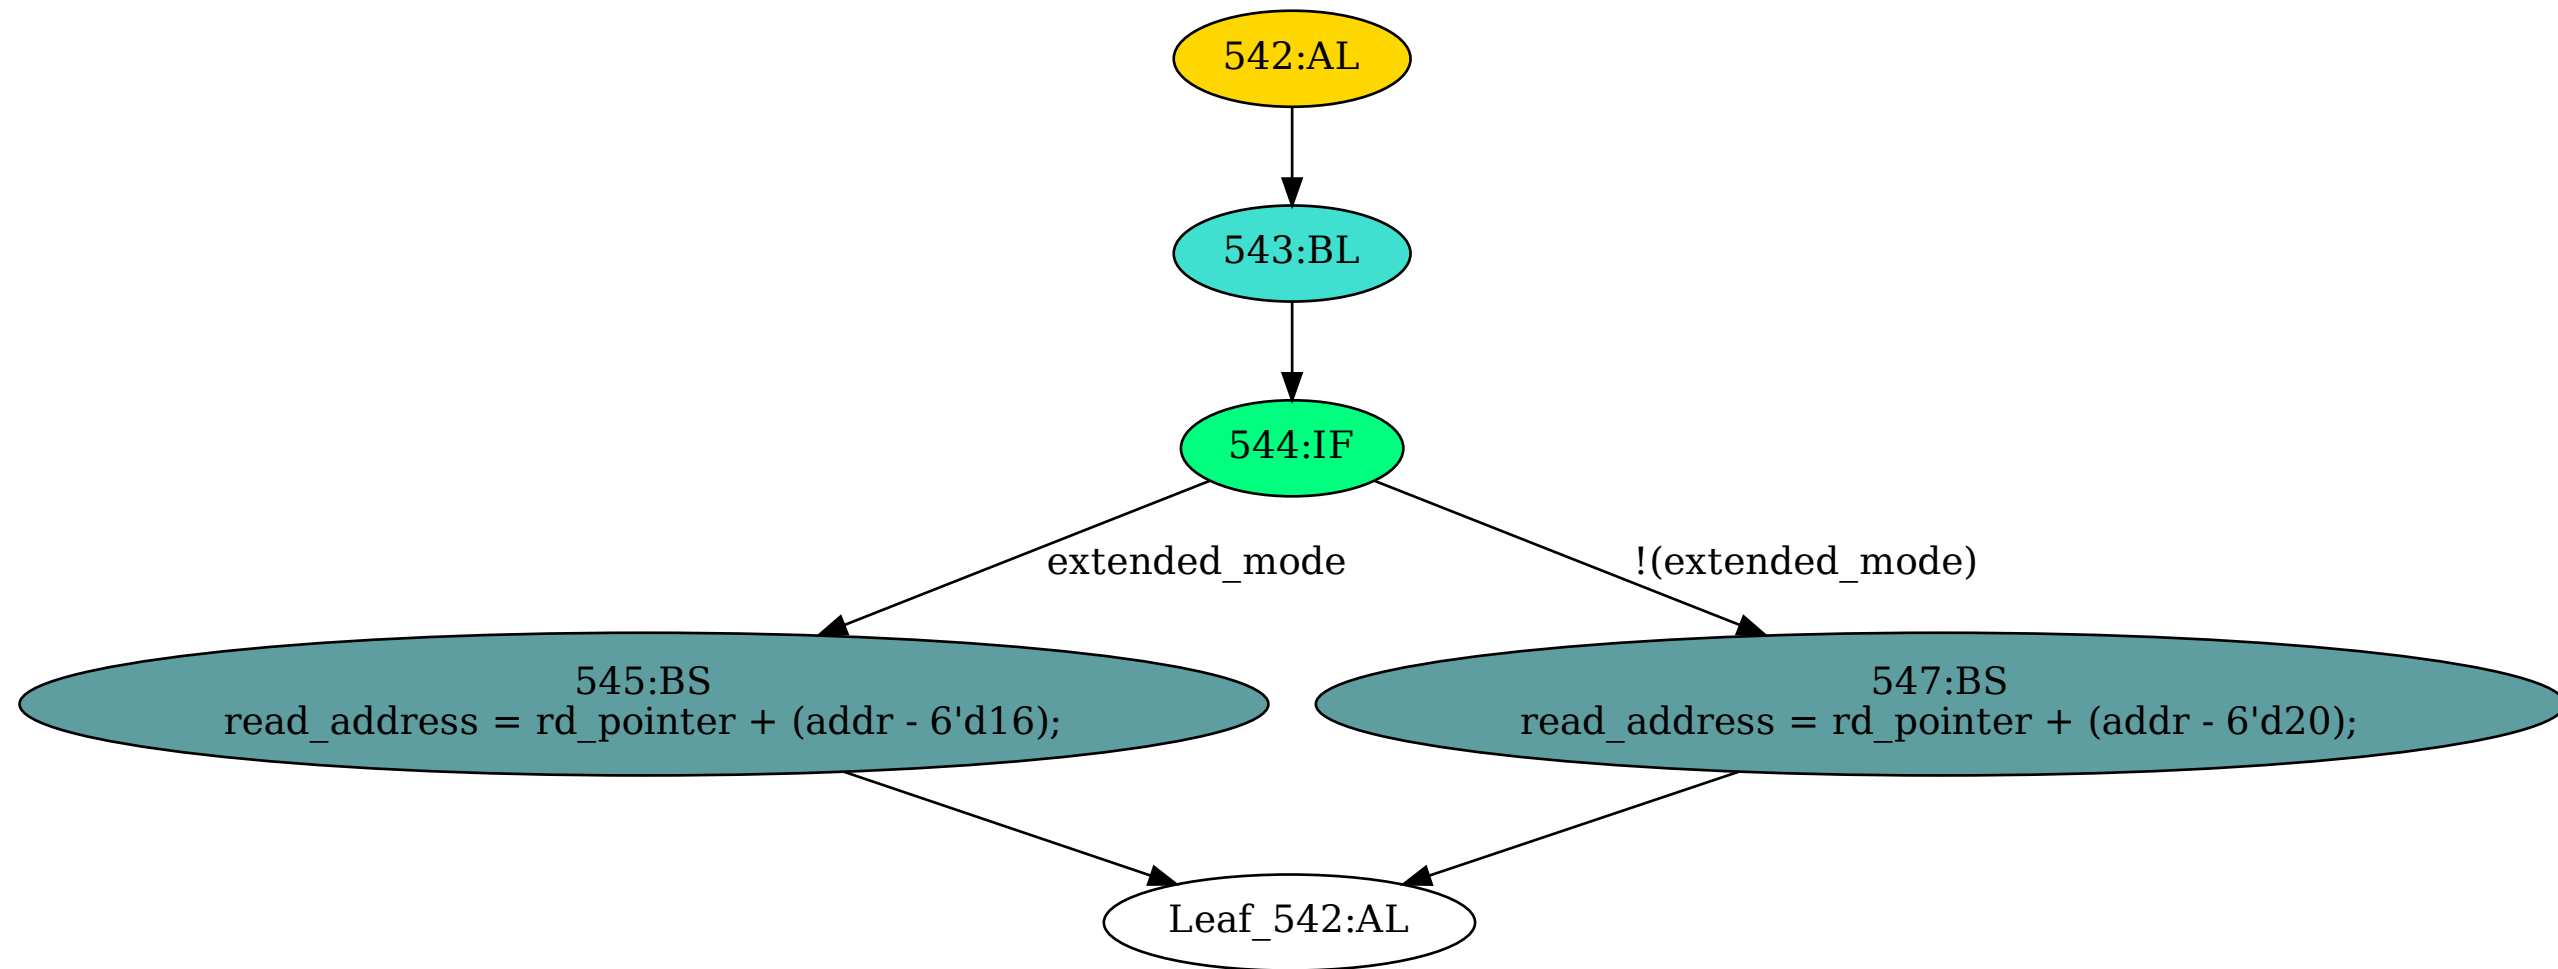 542:AL
543:BL
544:IF
extended_mode
!(extended_mode)
545:BS
read_address = rd_pointer + (addr - 6'd16);
547:BS
read_address = rd_pointer + (addr - 6'd20);
Leaf_542:AL